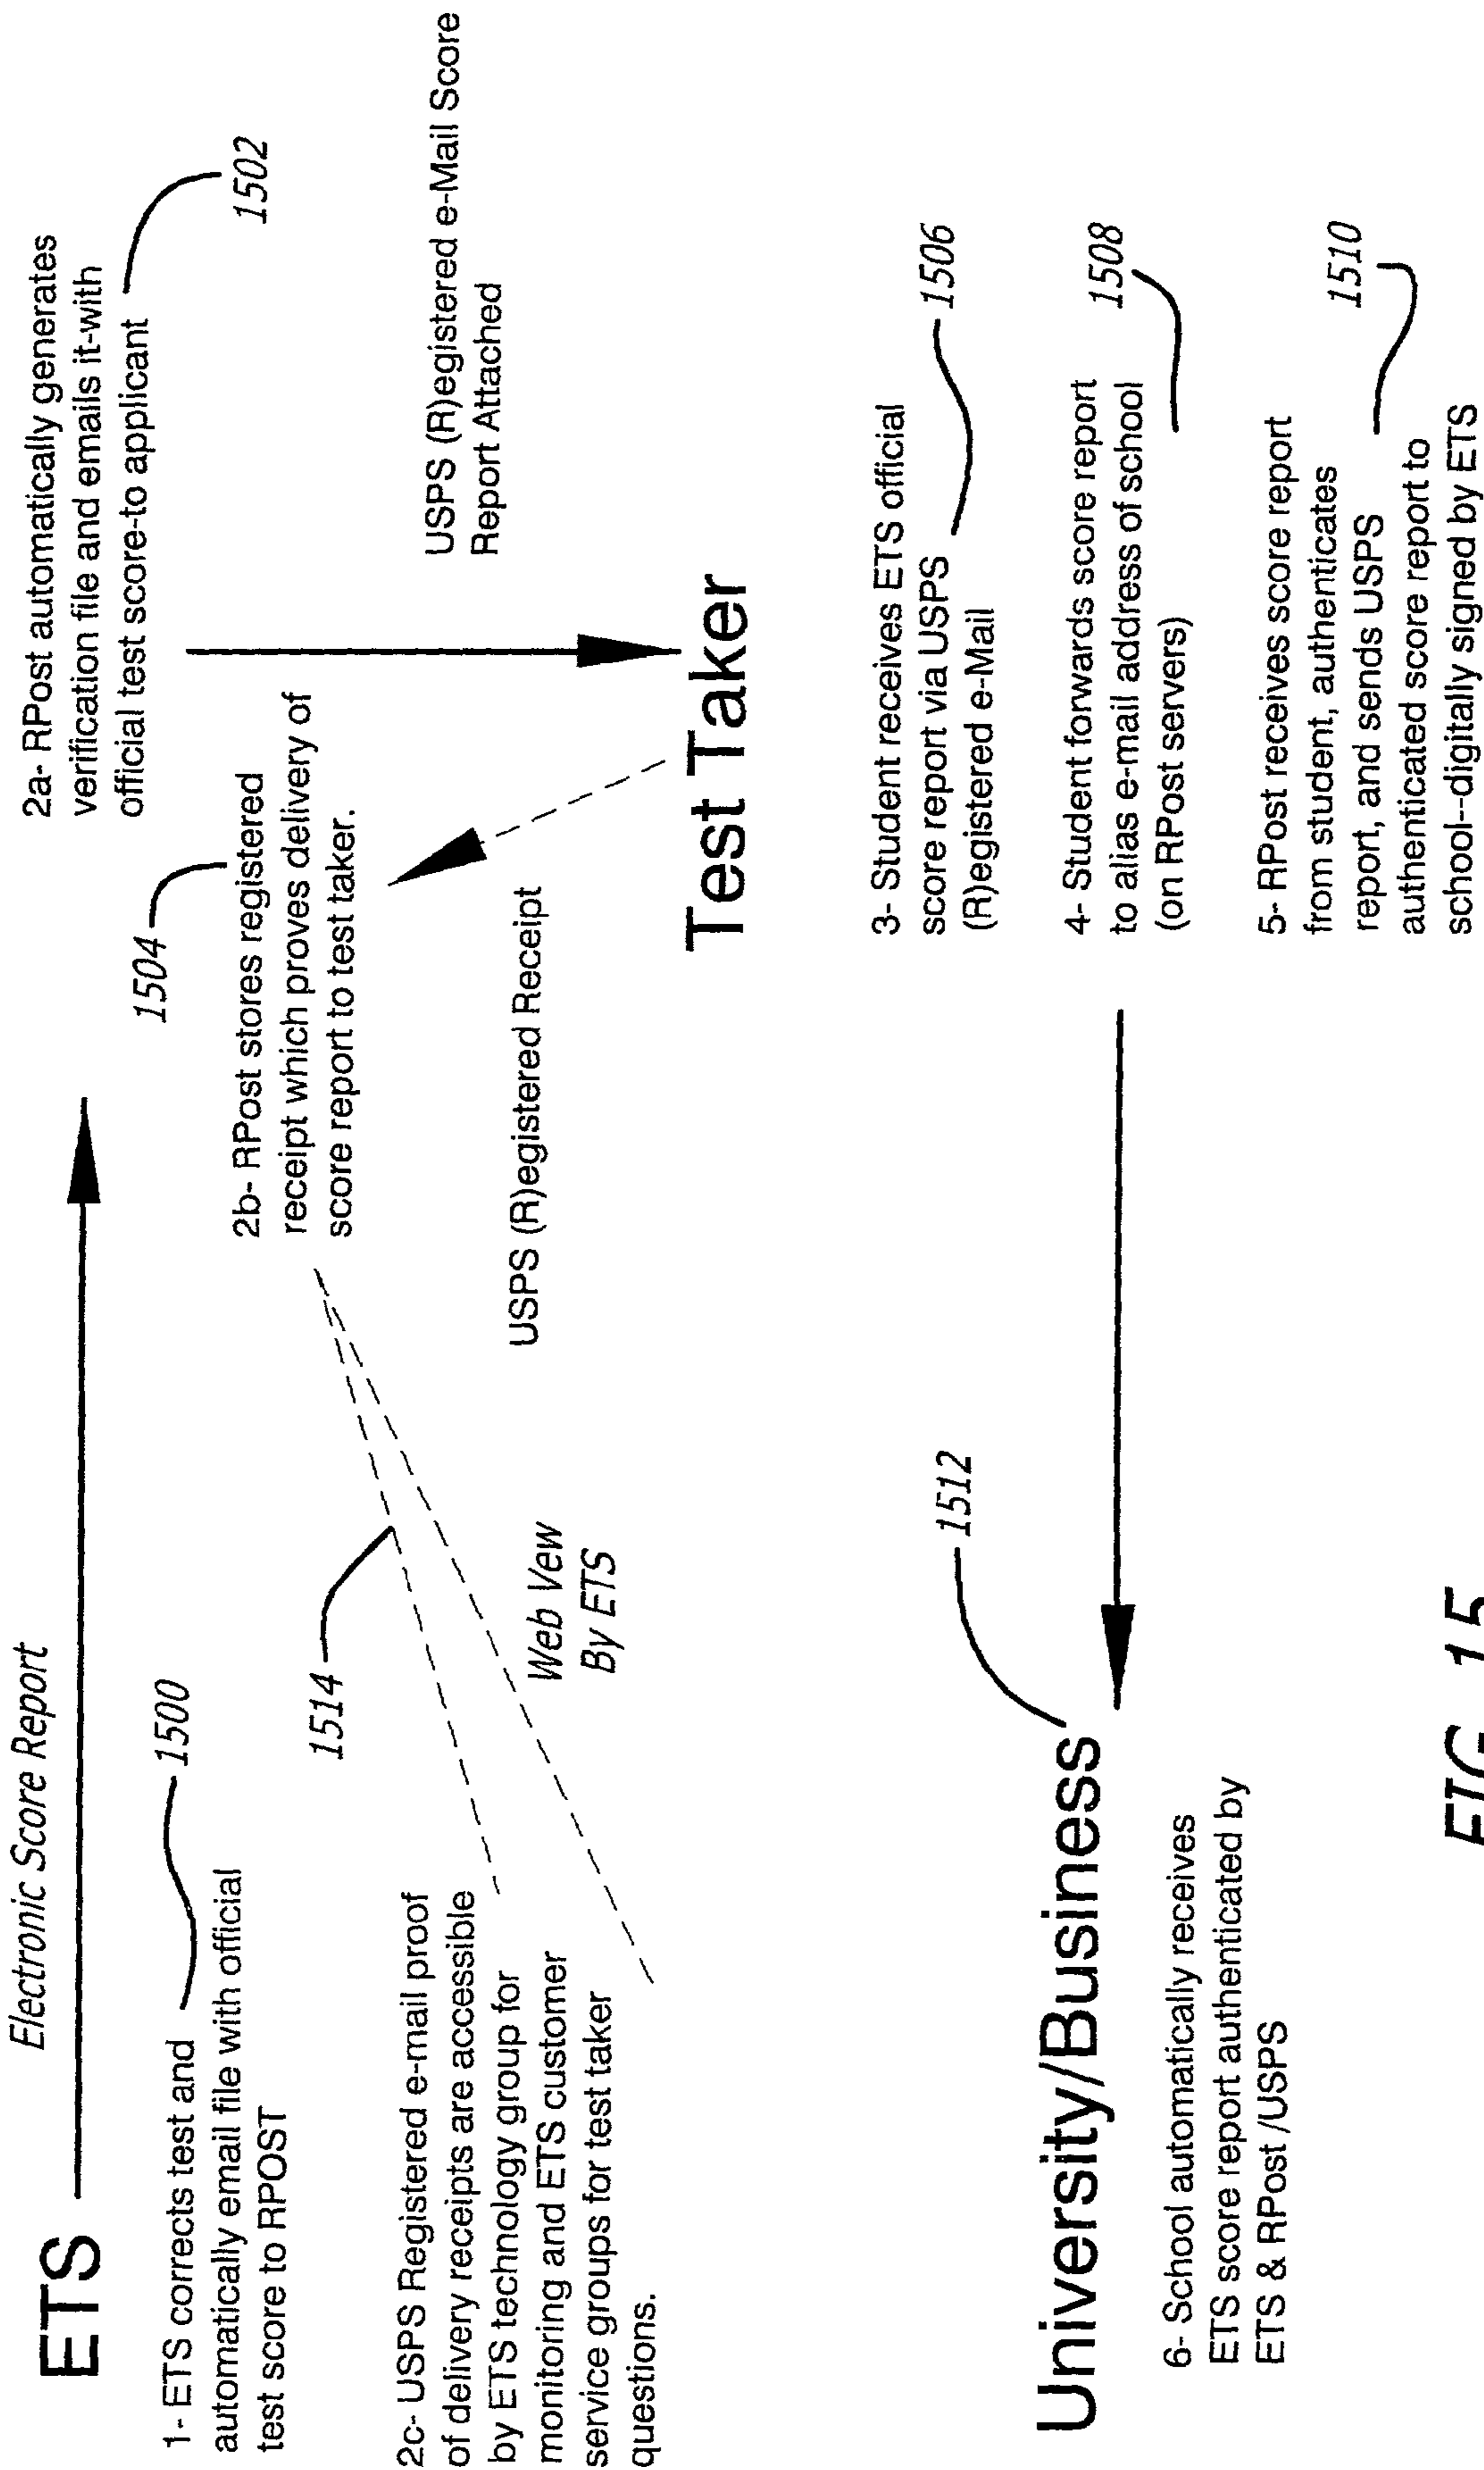 Electronic Score Report
ETS
1- ETS corrects test and
automatically email file with official
test score to RPOST
1500
2a- RPost automatically generates
verification file and emails it-with
official test score-to applicant
1502
1504
2b- RPost stores registered
receipt which proves delivery of
score report to test taker.
1514
2c- USPS Registered e-mail proof
of delivery receipts are accessible
by ETS technology group for
monitoring and ETS customer
service groups for test taker
questions.
Web Vew
By ETS
USPS (R)egistered Receipt
USPS (R)egistered e-Mail Score
Report Attached
Test Taker
3- Student receives ETS official
score report via USPS
(R)egistered e-Mail
1506
4- Student forwards score report
to alias e-mail address of school
(on RPost servers)
1508
5- RPost receives score report
from student, authenticates
report, and sends USPS
authenticated score report to
school--digitally signed by ETS
1510
1512
University/Business
6- School automatically receives
ETS score report authenticated by
ETS & RPost /USPS
FIG. 15